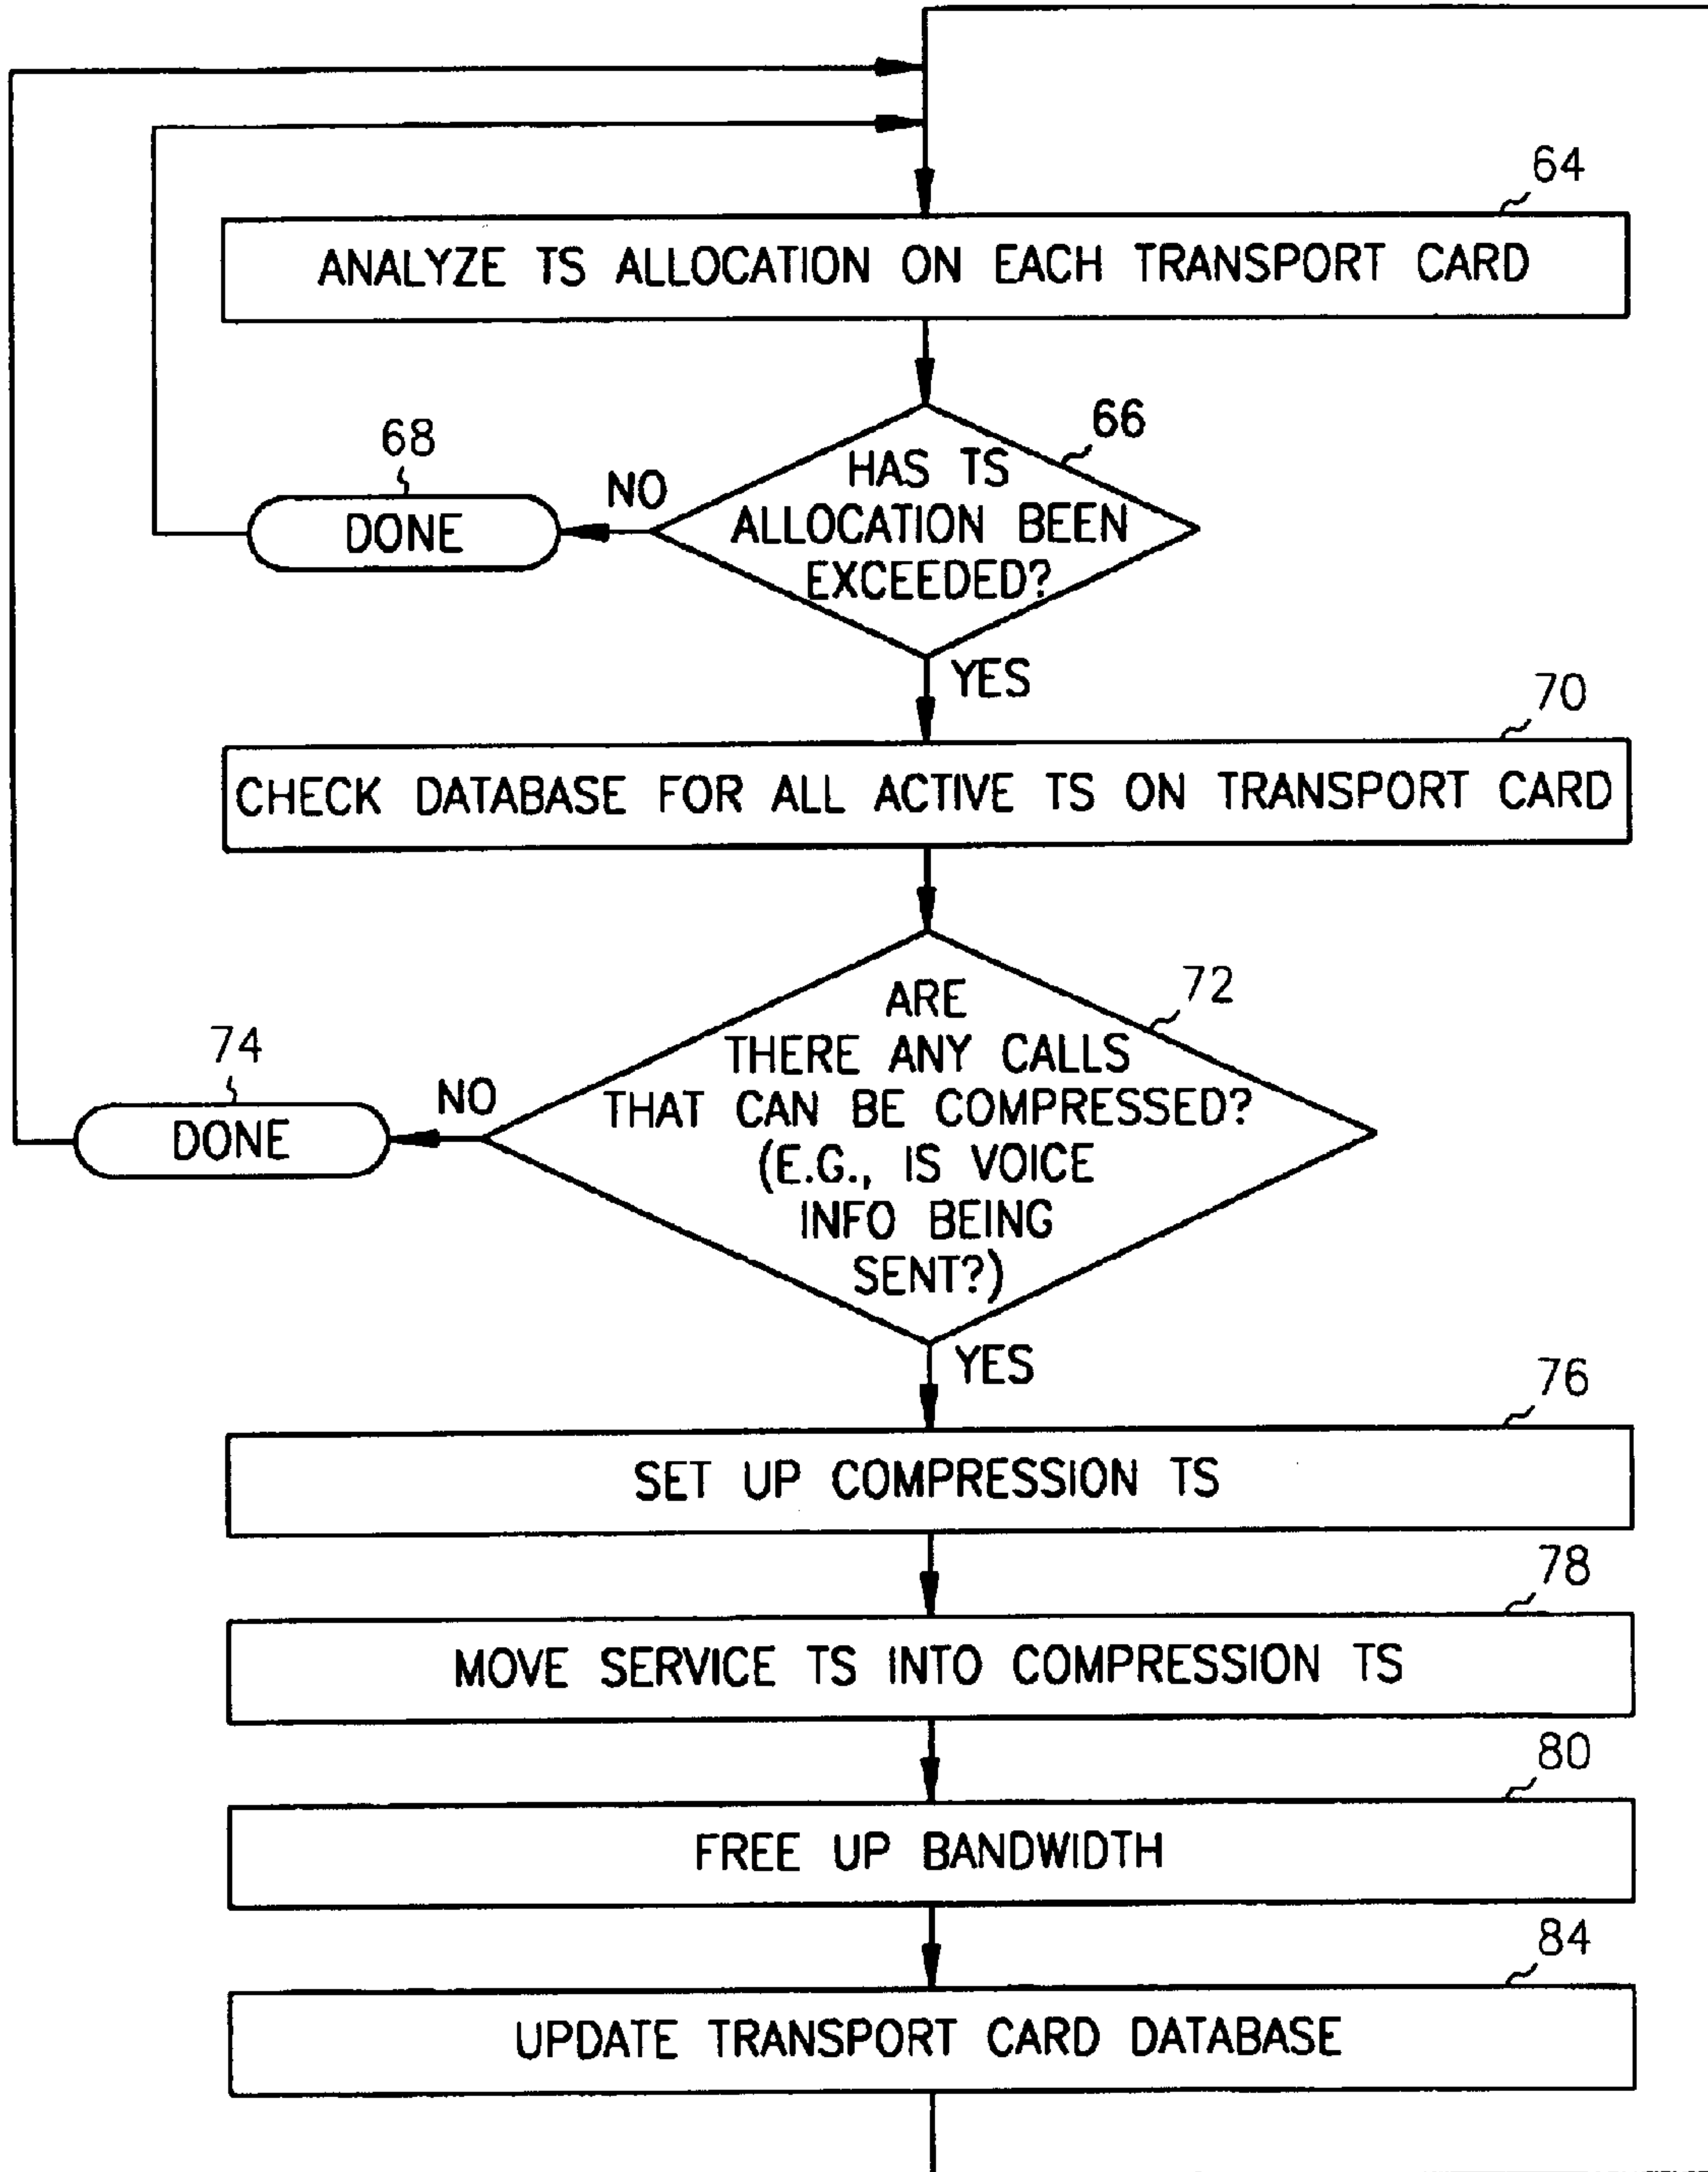 64
ANALYZE TS ALLOCATION ON EACH TRANSPORT CARD
66
HAS TS
ALLOCATION BEEN
EXCEEDED?
NO
68
DONE
YES
70
CHECK DATABASE FOR ALL ACTIVE TS ON TRANSPORT CARD
72
ARE
THERE ANY CALLS
THAT CAN BE COMPRESSED?
(E.G., IS VOICE
INFO BEING
SENT?)
NO
74
DONE
YES
76
SET UP COMPRESSION TS
78
MOVE SERVICE TS INTO COMPRESSION TS
80
FREE UP BANDWIDTH
84
UPDATE TRANSPORT CARD DATABASE